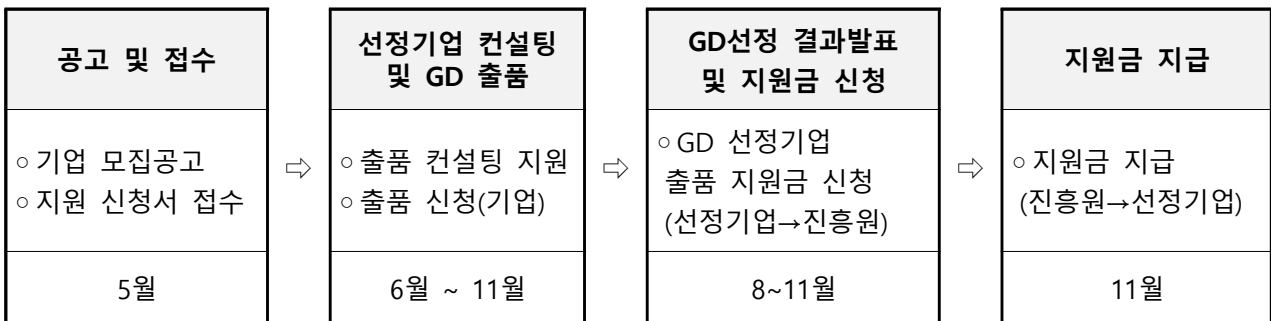 공고 및 접수
○ 기업 모집공고
○ 지원 신청서 접수
5월
⇨
선정기업 컨설팅
및 GD 출품
○ 출품 컨설팅 지원
○ 출품 신청(기업)
6월 ~ 11월
⇨
GD선정 결과발표
및 지원금 신청
○ GD 선정기업
출품 지원금 신청
(선정기업→진흥원)
8~11월
⇨
지원금 지급
○ 지원금 지급
(진흥원→선정기업)
11월